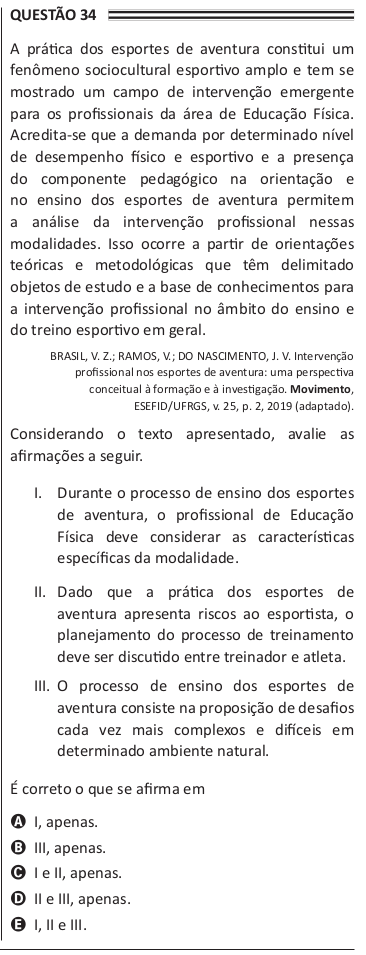 QUESTÃO 34
A prática dos esportes de aventura constitui um
fenômeno sociocultural esportivo amplo e tem se
mostrado um campo de intervenção emergente
para os profissionais da área de Educação Física.
Acredita-se que a demanda por determinado nível
de desempenho físico e esportivo e a presença
do componente pedagógico na orientação e
no ensino dos esportes de aventura permitem
a análise da intervenção profissional nessas
modalidades. Isso ocorre a partir de orientações
teóricas e metodológicas que têm delimitado
objetos de estudo e a base de conhecimentos para
a intervenção profissional no âmbito do ensino e
do treino esportivo em geral.
BRASIL, V. Z.; RAMOS, V.; DO NASCIMENTO, J. V. Intervenção
profissional nos esportes de aventura: uma perspectiva
conceitual à formação e à investigação. Movimento,
ESEFID/UFRGS, v. 25, p. 2, 2019 (adaptado).
Considerando o texto apresentado, avalie as
afirmações a seguir.
I. Durante o processo de ensino dos esportes
de aventura, o profissional de Educação
Física deve considerar as características
específicas da modalidade.
II. Dado que a prática dos esportes de
aventura apresenta riscos ao esportista, o
planejamento do processo de treinamento
deve ser discutido entre treinador e atleta.
III. O processo de ensino dos esportes de
aventura consiste na proposição de desafios
cada vez mais complexos e difíceis em
determinado ambiente natural.
É correto o que se afirma em
A I, apenas.
B III, apenas.
C I e II, apenas.
D II e III, apenas.
E I, II e III.